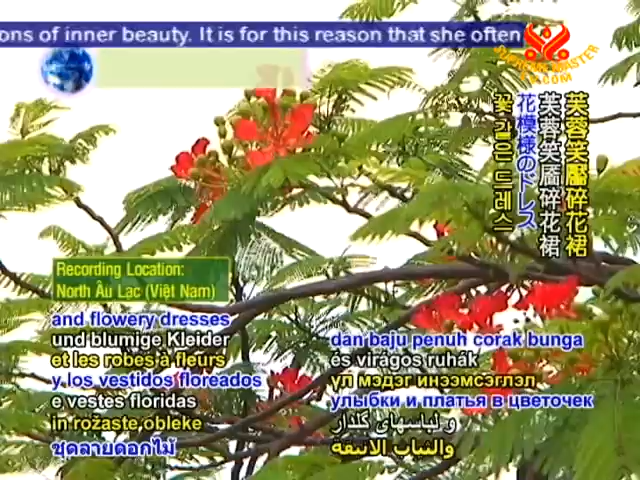 ons of inner beauty. It is for this reason that she often
SUPREME MASTER
TV.COM
芙蓉笑靨碎花裙
芙蓉笑靨碎花裙
花模様のドレス
꽃 같은 드레스
Recording Location:
North Âu Lạc (Việt Nam)
and flowery dresses
und blumige Kleider
et les robes à fleurs
y los vestidos floreados
e vestes floridas
in rožaste obleke
ชุดลายดอกไม้
dan baju penuh corak bunga
és virágos ruhák
үл мэдэг инээмсэглэл
улыбки и платья в цветочек
و لباسهای گلدار
والثياب الانيقة